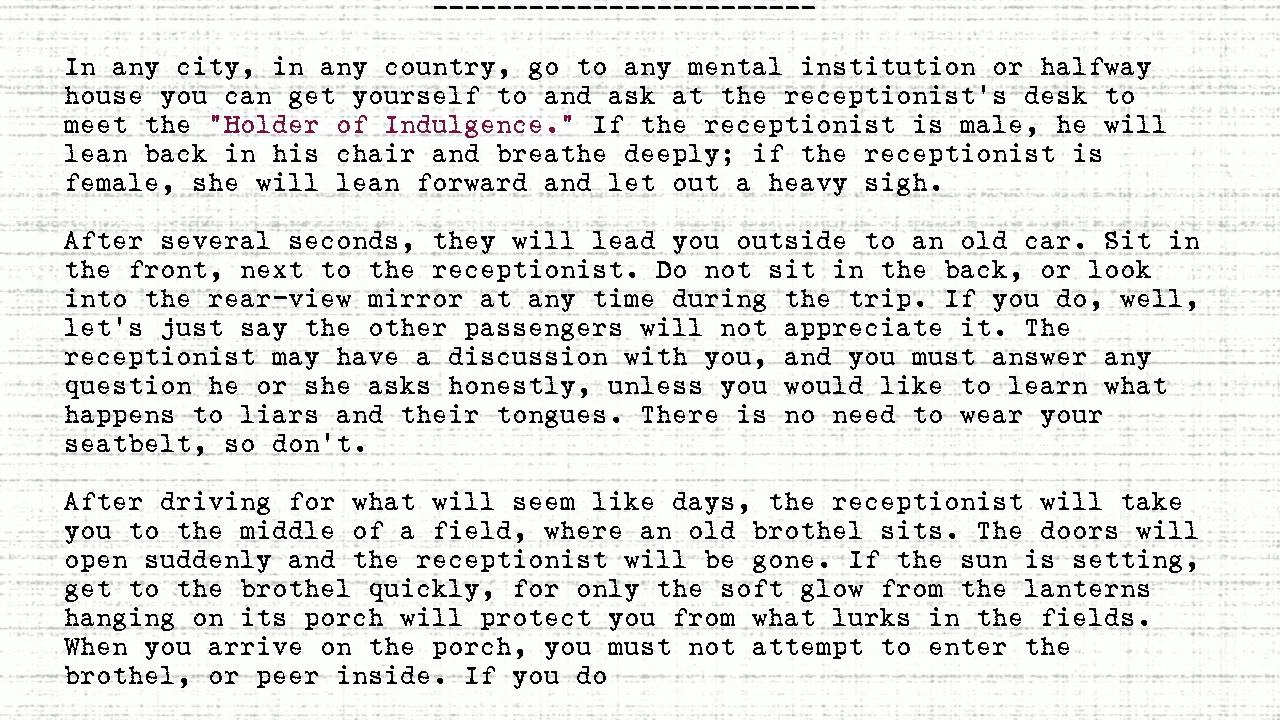 ------------------------
In any city, in any country, go to any mental institution or halfway
house you can get yourself to and ask at the receptionist's desk to
meet the "Holder of Indulgence." If the receptionist is male, he will
lean back in his chair and breathe deeply; if the receptionist is
female, she will lean forward and let out a heavy sigh.
After several seconds, they will lead you outside to an old car. Sit in
the front, next to the receptionist. Do not sit in the back, or look
into the rear-view mirror at any time during the trip. If you do, well,
let's just say the other passengers will not appreciate it. The
receptionist may have a discussion with you, and you must answer any
question he or she asks honestly, unless you would like to learn what
happens to liars and their tongues. There is no need to wear your
seatbelt, so don't.
After driving for what will seem like days, the receptionist will take
you to the middle of a field, where an old brothel sits. The doors will
open suddenly and the receptionist will be gone. If the sun is setting,
get to the brothel quickly, for only the soft glow from the lanterns
hanging on its porch will protect you from what lurks in the fields.
When you arrive on the porch, you must not attempt to enter the
brothel, or peer inside. If you do